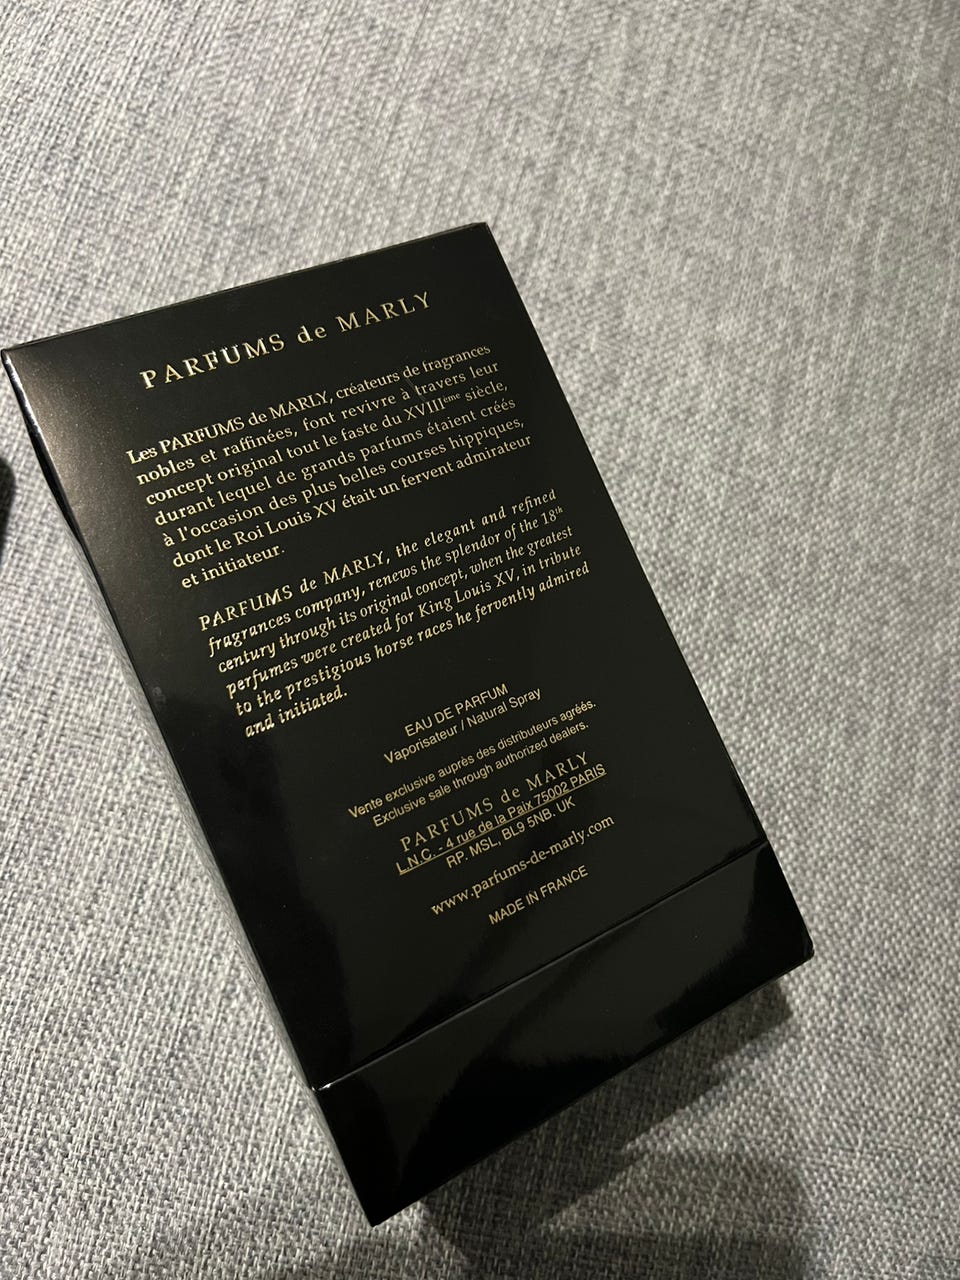 PARFUMS de MARLY
Les PARFUMS de MARLY, créateurs de fragrances
nobles et raffinées, font revivre à travers leur
concept original tout le faste du XVIIIème siècle,
durant lequel de grands parfums étaient créés
à l'occasion des plus belles courses hippiques,
dont le Roi Louis XV était un fervent admirateur
et initiateur.
PARFUMS de MARLY, the elegant and refined
fragrances company, renews the splendor of the 18th
century through its original concept, when the greatest
perfumes were created for King Louis XV, in tribute
to the prestigious horse races he fervently admired
and initiated.
EAU DE PARFUM
Vaporisateur / Natural Spray
Vente exclusive auprès des distributeurs agréés.
Exclusive sale through authorized dealers.
PARFUMS de MARLY
L.N.C. - 4 rue de la Paix 75002 PARIS
RP. MSL, BL9 5NB, UK
www.parfums-de-marly.com
MADE IN FRANCE